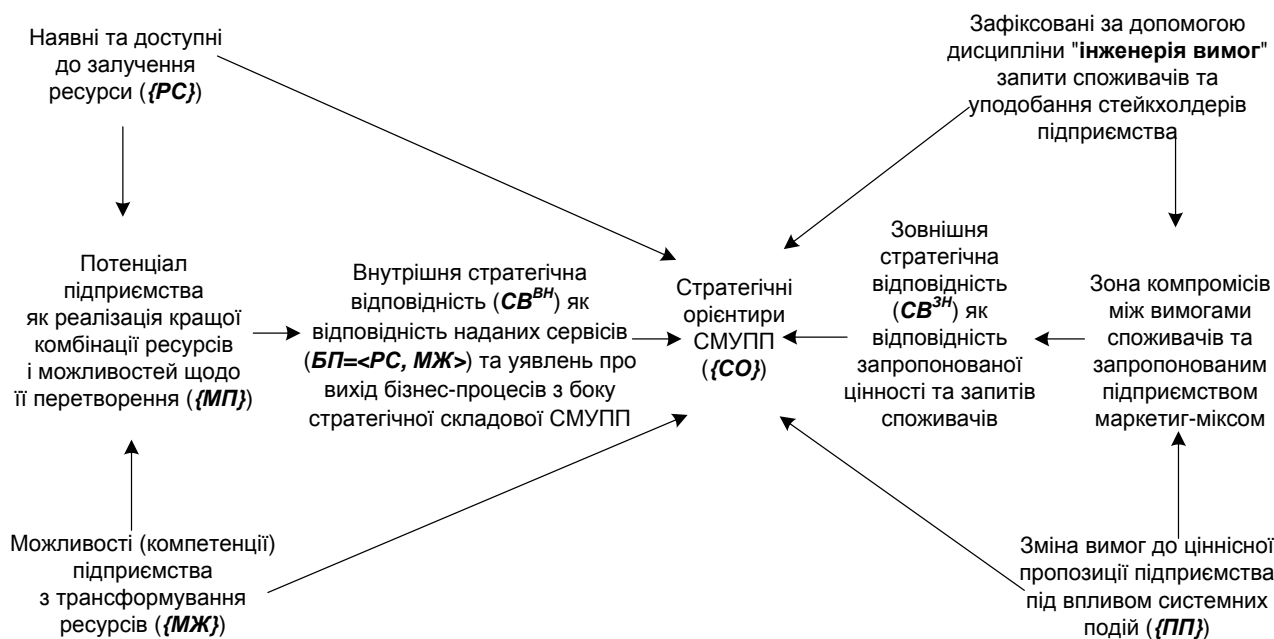 Наявні та доступні
до залучення
ресурси ({РС})
Зафіксовані за допомогою
дисципліни "інженерія вимог"
запити споживачів та
уподобання стейкхолдерів
підприємства
Потенціал
підприємства
як реалізація кращої
комбінації ресурсів
і можливостей щодо
її перетворення ({МП})
Внутрішня стратегічна
відповідність (СВ^ВН) як
відповідність наданих сервісів
(БП=<РС, МЖ>) та уявлень про
вихід бізнес-процесів з боку
стратегічної складової СМУПП
Стратегічні
орієнтири
СМУПП
({СО})
Зовнішня
стратегічна
відповідність
(СВ^ЗН) як
відповідність
запропонованої
цінності та запитів
споживачів
Зона компромісів
між вимогами
споживачів та
запропонованим
підприємством
маркетиг-міксом
Можливості (компетенції)
підприємства
з трансформування
ресурсів ({МЖ})
Зміна вимог до ціннісної
пропозиції підприємства
під впливом системних
подій ({ПП})